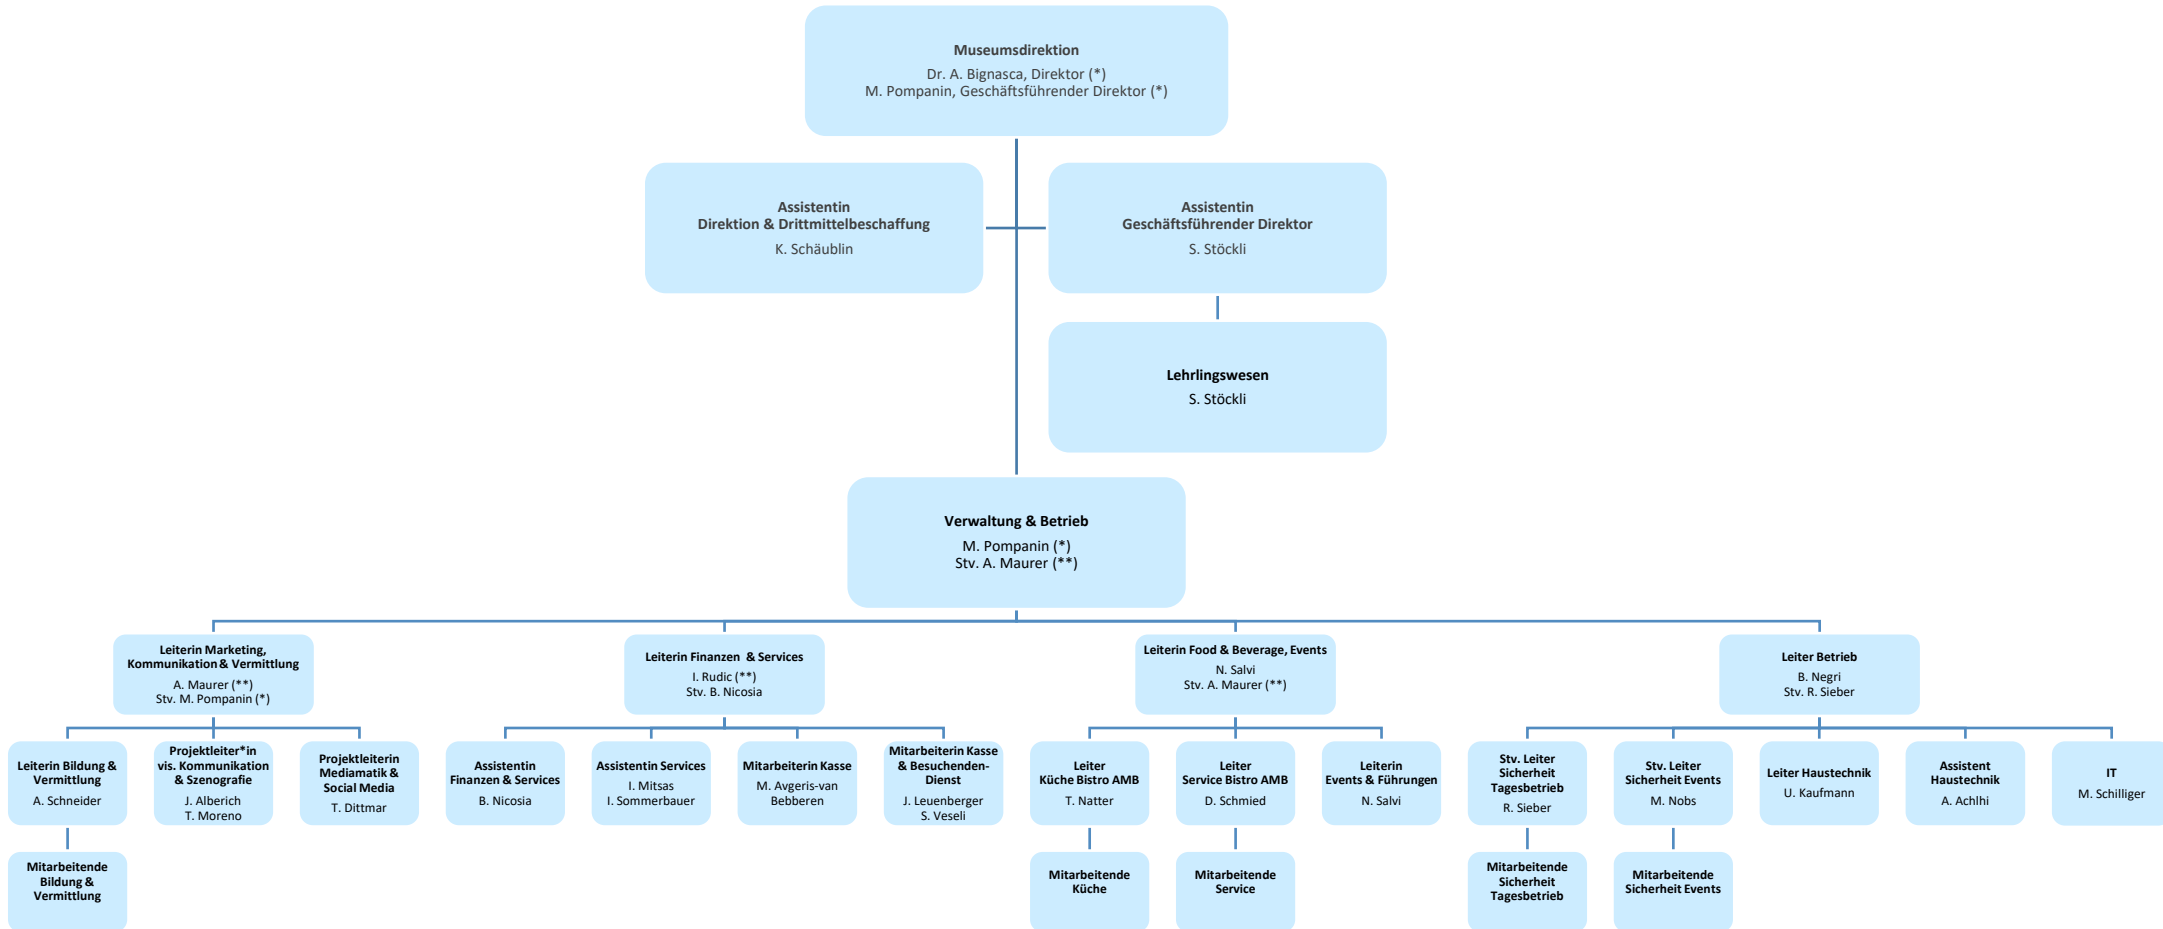 Museumsdirektion
Dr. A. Bignasca, Direktor (*)
M. Pompanin, Geschäftsführender Direktor (*)
Assistentin
Direktion & Drittmittelbeschaffung
K. Schäublin
Assistentin
Geschäftsführender Direktor
S. Stöckli
Lehrlingswesen
S. Stöckli
Verwaltung & Betrieb
M. Pompanin (*)
Stv. A. Maurer (**)
Leiterin Marketing,
Kommunikation & Vermittlung
A. Maurer (**)
Stv. M. Pompanin (*)
Leiterin Finanzen & Services
I. Rudic (**)
Stv. B. Nicosia
Leiterin Food & Beverage, Events
N. Salvi
Stv. A. Maurer (**)
Leiter Betrieb
B. Negri
Stv. R. Sieber
Leiterin Bildung &
Vermittlung
A. Schneider
Projektleiter*in
vis. Kommunikation
& Szenografie
J. Alberich
T. Moreno
Projektleiterin
Mediamatik &
Social Media
T. Dittmar
Assistentin
Finanzen & Services
B. Nicosia
Assistentin Services
I. Mitsas
I. Sommerbauer
Mitarbeiterin Kasse
M. Avgeris-van
Bebberen
Mitarbeiterin Kasse
& Besuchenden-
Dienst
J. Leuenberger
S. Veseli
Leiter
Küche Bistro AMB
T. Natter
Leiter
Service Bistro AMB
D. Schmied
Leiterin
Events & Führungen
N. Salvi
Stv. Leiter
Sicherheit
Tagesbetrieb
R. Sieber
Stv. Leiter
Sicherheit Events
M. Nobs
Leiter Haustechnik
U. Kaufmann
Assistent
Haustechnik
A. Achlhi
IT
M. Schilliger
Mitarbeitende
Bildung &
Vermittlung
Mitarbeitende
Küche
Mitarbeitende
Service
Mitarbeitende
Sicherheit
Tagesbetrieb
Mitarbeitende
Sicherheit Events